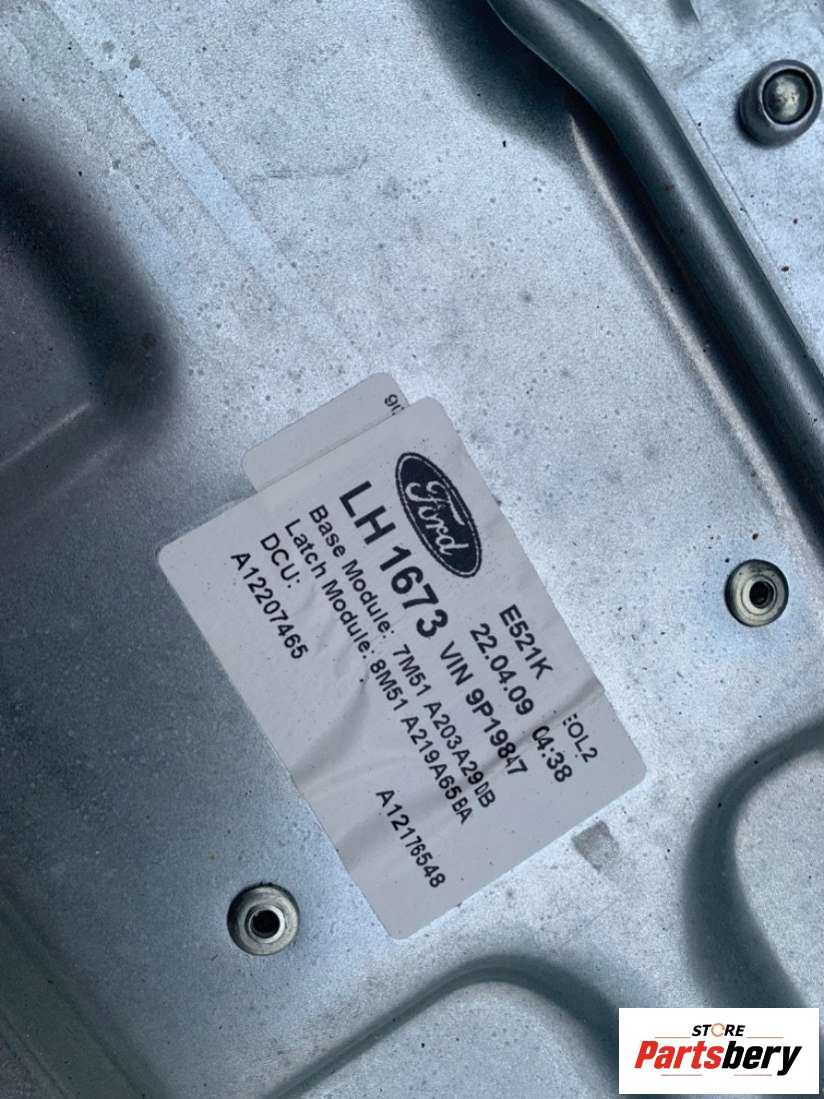 90
Ford
E521K EOL2
22.04.09 04:38
LH 1673 VIN 9P19847
Base Module: 7M51 A203A29DB
Latch Module: 8M51 A219A65BA
DCU:
A12207465 A12176548
STORE
Partsbery